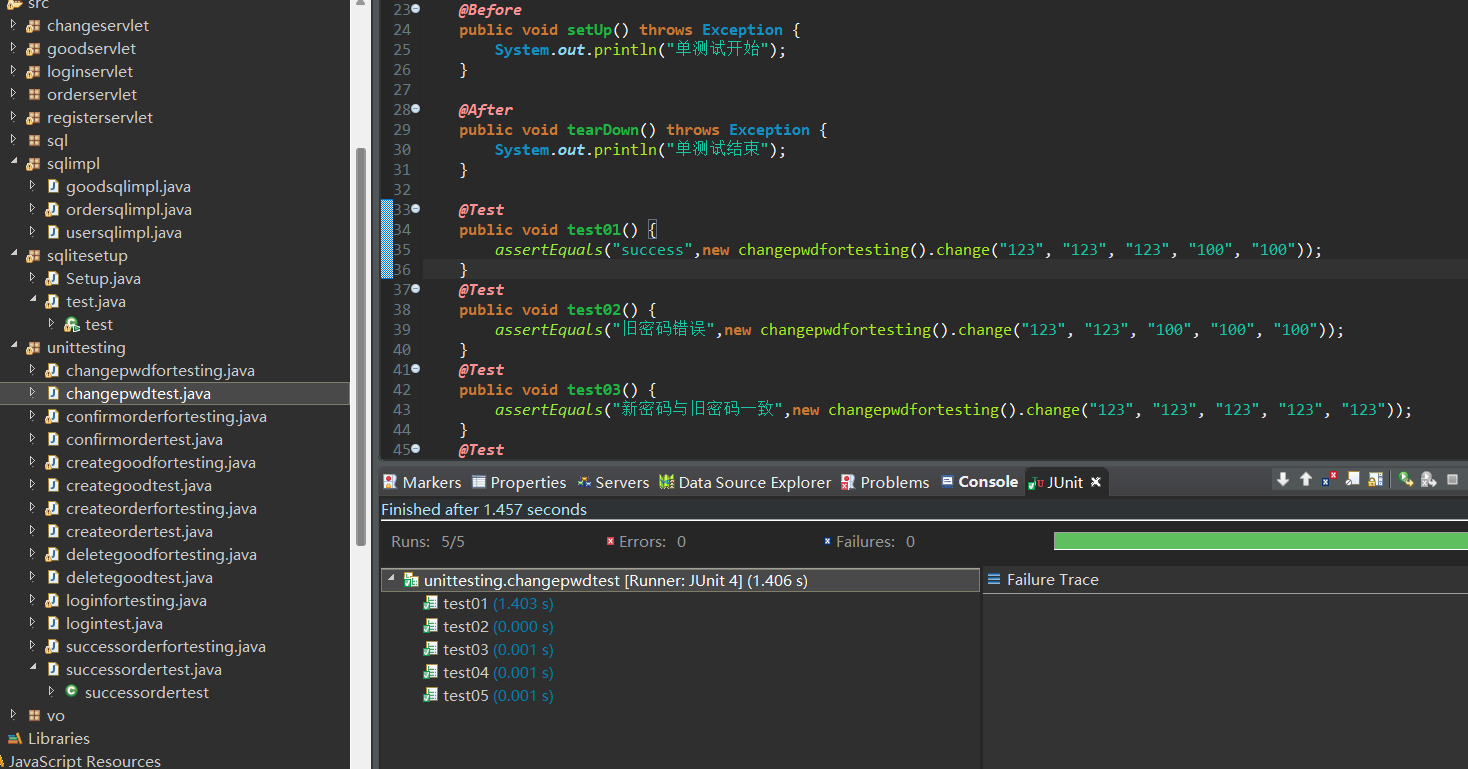 src
changeservlet
goodservlet
loginservlet
orderservlet
registerservlet
sql
sqlimpl
goodsqlimpl.java
ordersqlimpl.java
usersqlimpl.java
sqlitesetup
Setup.java
test.java
test
unittesting
changepwdfortesting.java
changepwdtest.java
confirmorderfortesting.java
confirmordertest.java
creategoodfortesting.java
creategoodtest.java
createorderfortesting.java
createordertest.java
deletegoodfortesting.java
deletegoodtest.java
loginfortesting.java
logintest.java
successorderfortesting.java
successordertest.java
successordertest
vo
Libraries
JavaScript Resources
23 @Before
24 public void setUp() throws Exception {
25 System.out.println("单测试开始");
26 }
27
28 @After
29 public void tearDown() throws Exception {
30 System.out.println("单测试结束");
31 }
32
33 @Test
34 public void test01() {
35 assertEquals("success",new changepwdfortesting().change("123", "123", "123", "100", "100"));
36 }
37 @Test
38 public void test02() {
39 assertEquals("旧密码错误",new changepwdfortesting().change("123", "123", "100", "100", "100"));
40 }
41 @Test
42 public void test03() {
43 assertEquals("新密码与旧密码一致",new changepwdfortesting().change("123", "123", "123", "123", "123"));
44 }
45 @Test
Markers Properties Servers Data Source Explorer Problems Console JUnit
Finished after 1.457 seconds
Runs: 5/5 Errors: 0 Failures: 0
unittesting.changepwdtest [Runner: JUnit 4] (1.406 s)
test01 (1.403 s)
test02 (0.000 s)
test03 (0.001 s)
test04 (0.001 s)
test05 (0.001 s)
Failure Trace